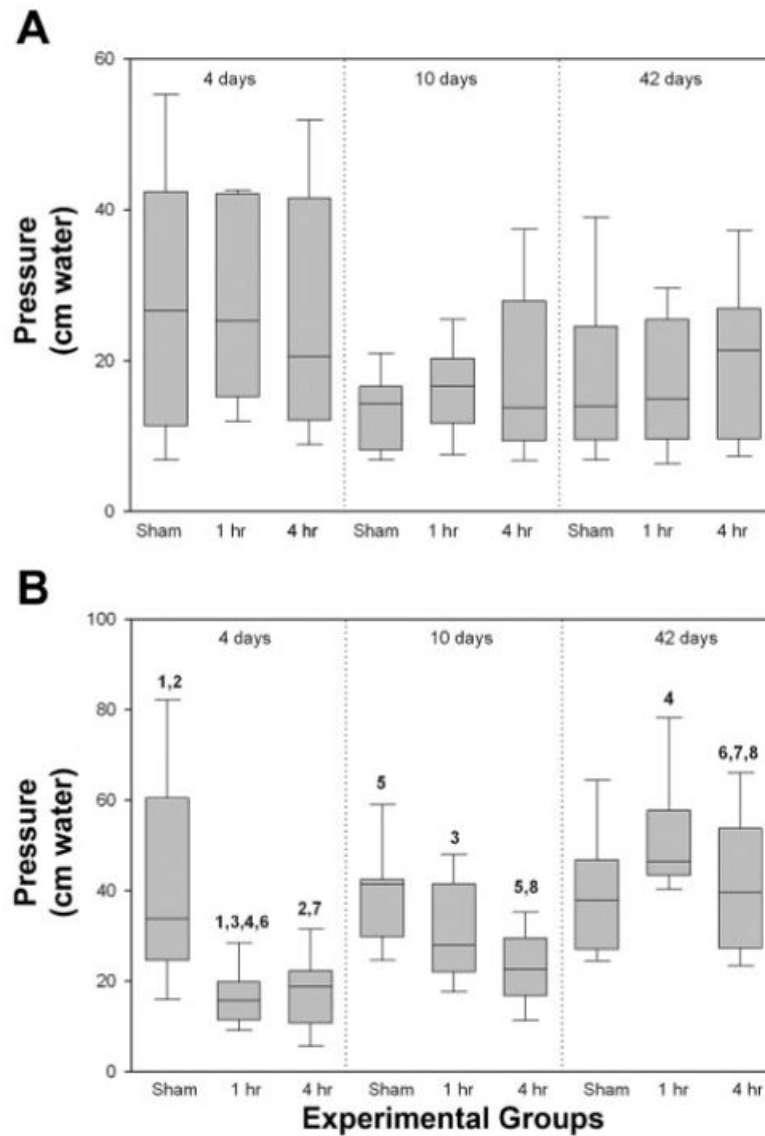 A
60
4 days
10 days
42 days
40
Pressure
(cm water)
20
0
Sham 1 hr 4 hr Sham 1 hr 4 hr Sham 1 hr 4 hr
B
100
4 days
10 days
42 days
1,2
4
80
6,7,8
5
60
3
Pressure
(cm water)
5,8
40
1,3,4,6
2,7
20
0
Sham 1 hr 4 hr Sham 1 hr 4 hr Sham 1 hr 4 hr
Experimental Groups